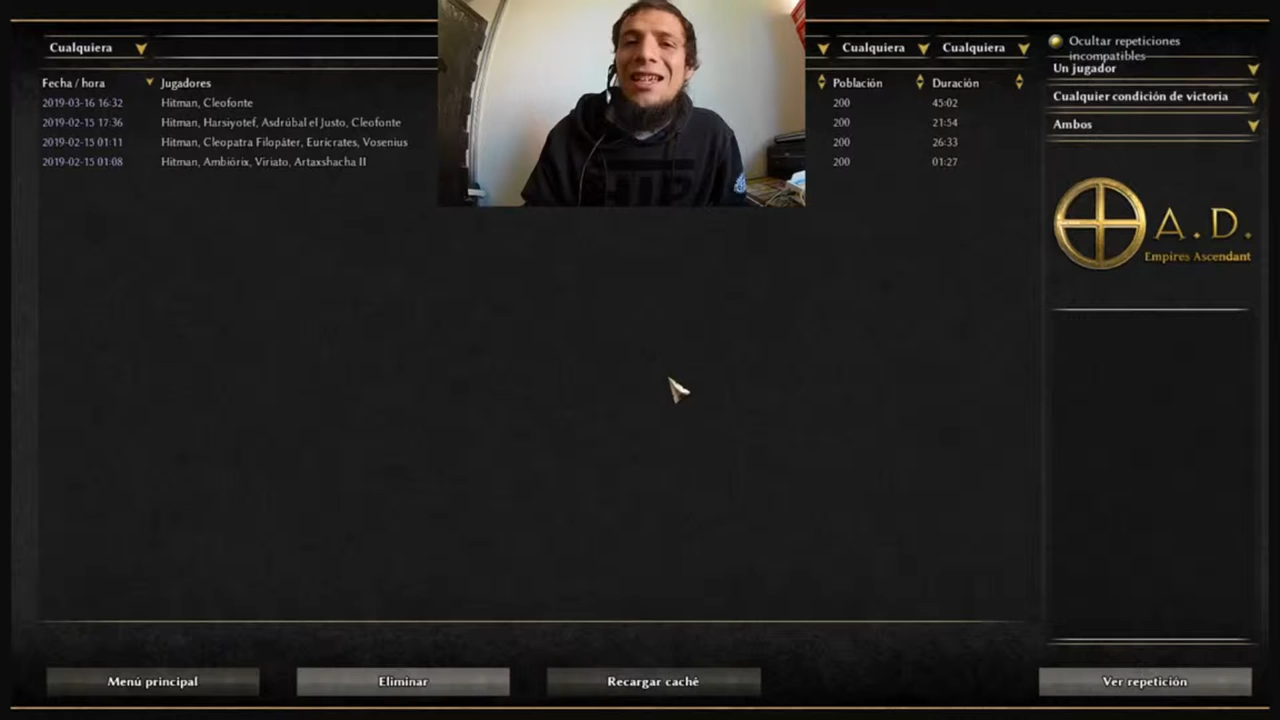 Cualquiera
Cualquiera
Cualquiera
Ocultar repeticiones
incompatibles
Un jugador
Fecha / hora
Jugadores
Población
Duración
Cualquier condición de victoria
2019-03-16 16:32
Hitman, Cleofonte
200
45:02
2019-02-15 17:36
Hitman, Harsiyotef, Asdrúbal el Justo, Cleofonte
200
21:54
Ambos
2019-02-15 01:11
Hitman, Cleopatra Filopáter, Eurícrates, Vosenius
200
26:33
2019-02-15 01:08
Hitman, Ambiórix, Viriato, Artaxshacha II
200
01:27
A.D.
Empires Ascendant
Menú principal
Eliminar
Recargar caché
Ver repetición